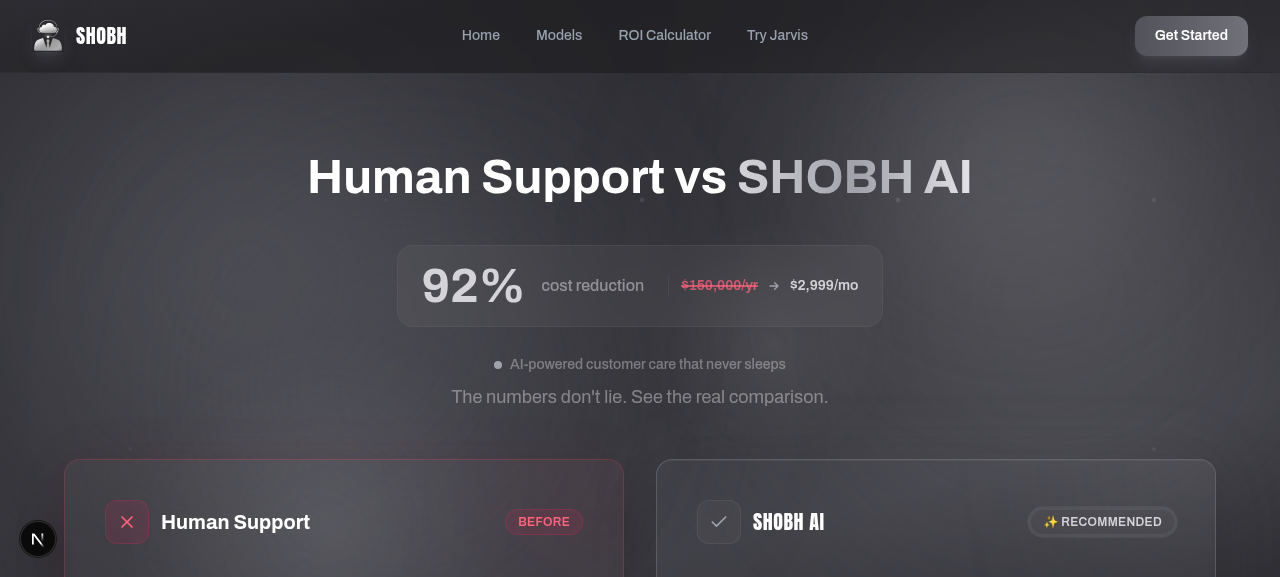 SHOBH
Home
Models
ROI Calculator
Try Jarvis
Get Started
Human Support vs SHOBH AI
92% cost reduction $150,000/yr → $2,999/mo
AI-powered customer care that never sleeps
The numbers don't lie. See the real comparison.
Human Support
BEFORE
SHOBH AI
✨ RECOMMENDED
N